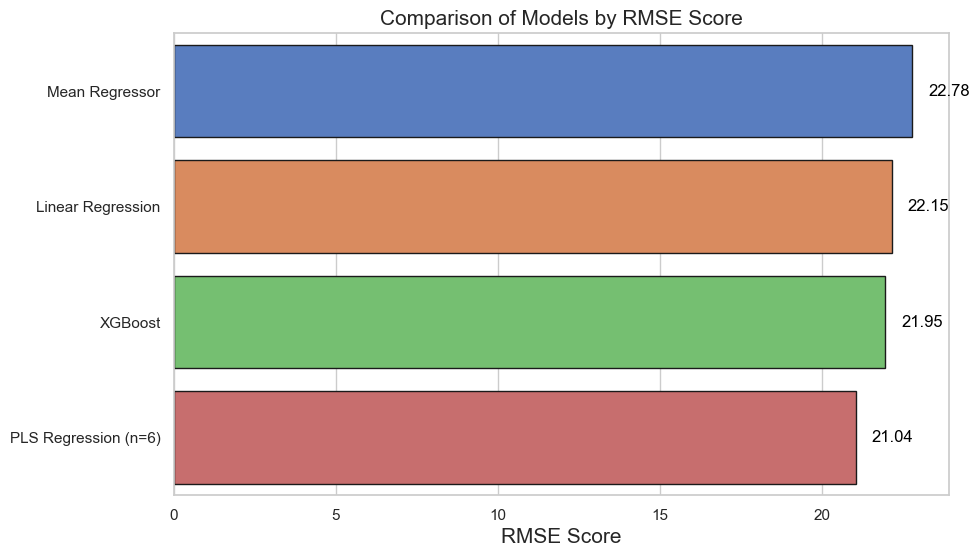 Comparison of Models by RMSE Score
Mean Regressor
22.78
Linear Regression
22.15
XGBoost
21.95
PLS Regression (n=6)
21.04
0 5 10 15 20
RMSE Score